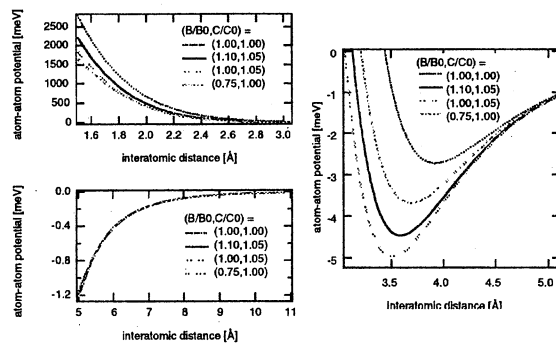 atom-atom potential [meV]
2500
2000
1500
1000
500
0
(B/B0,C/C0) =
(1.00,1.00)
(1.10,1.05)
(1.00,1.05)
(0.75,1.00)
1.6 1.8 2.0 2.2 2.4 2.6 2.8 3.0
interatomic distance [Å]
atom-atom potential [meV]
0.0
-0.4
-0.8
-1.2
(B/B0,C/C0) =
(1.00,1.00)
(1.10,1.05)
(1.00,1.05)
(0.75,1.00)
5 6 7 8 9 10 11
interatomic distance [Å]
atom-atom potential [meV]
0
-1
-2
-3
-4
-5
(B/B0,C/C0) =
(1.00,1.00)
(1.10,1.05)
(1.00,1.05)
(0.75,1.00)
3.5 4.0 4.5 5.0
interatomic distance [Å]